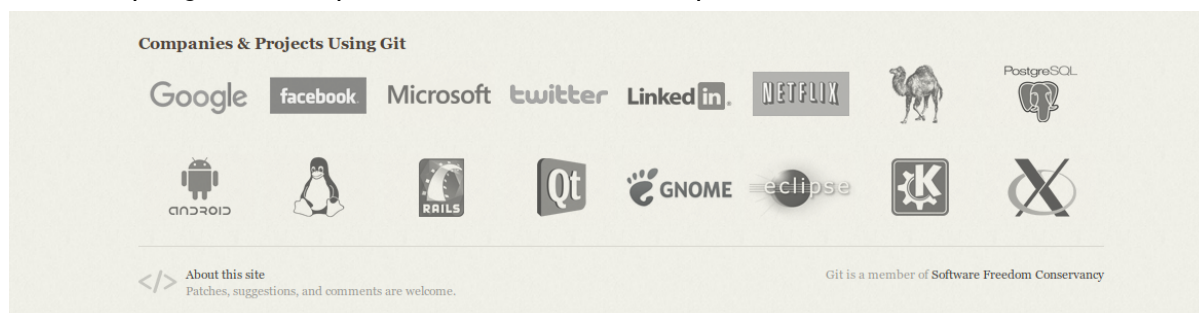 Companies & Projects Using Git
Google facebook Microsoft twitter Linked in. NETFLIX PostgreSQL
ANDROID RAILS Qt GNOME eclipse K X
</> About this site
Patches, suggestions, and comments are welcome.
Git is a member of Software Freedom Conservancy